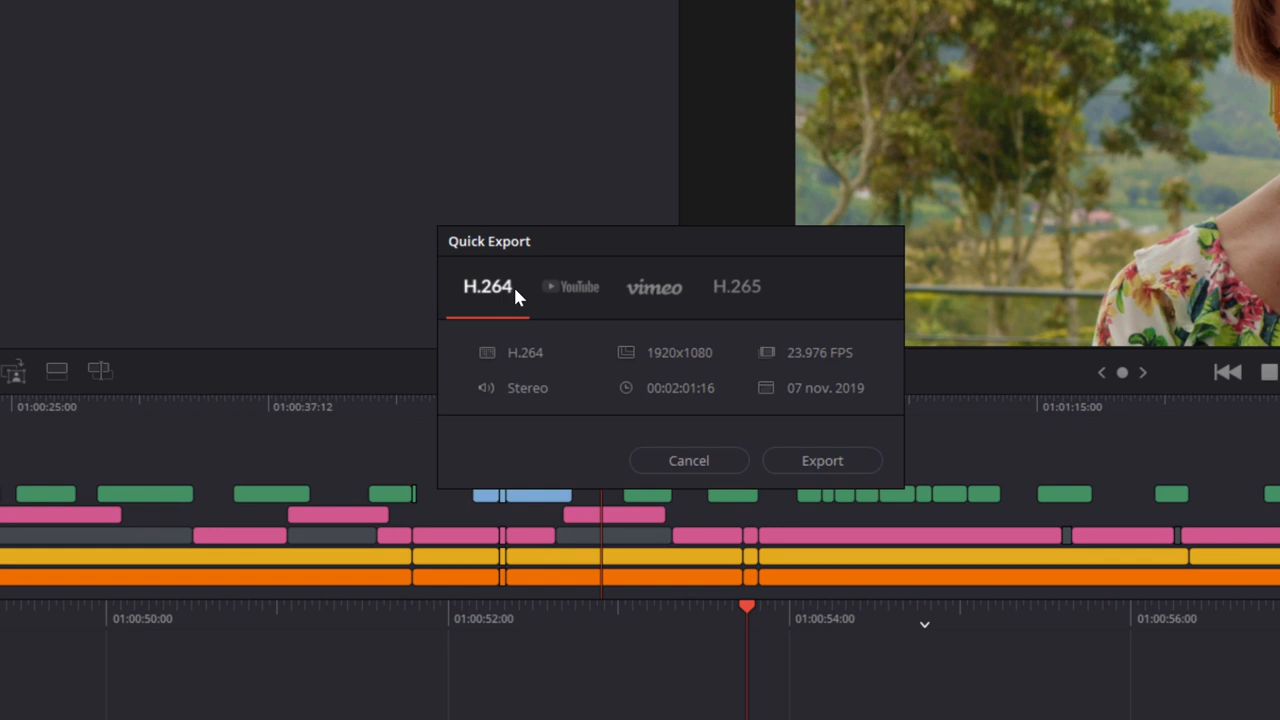 Quick Export
H.264 YouTube vimeo H.265
H.264 1920x1080 23.976 FPS
Stereo 00:02:01:16 07 nov. 2019
01:00:25:00 01:00:37:12 01:01:15:00
Cancel Export
01:00:50:00 01:00:52:00 01:00:54:00 01:00:56:00